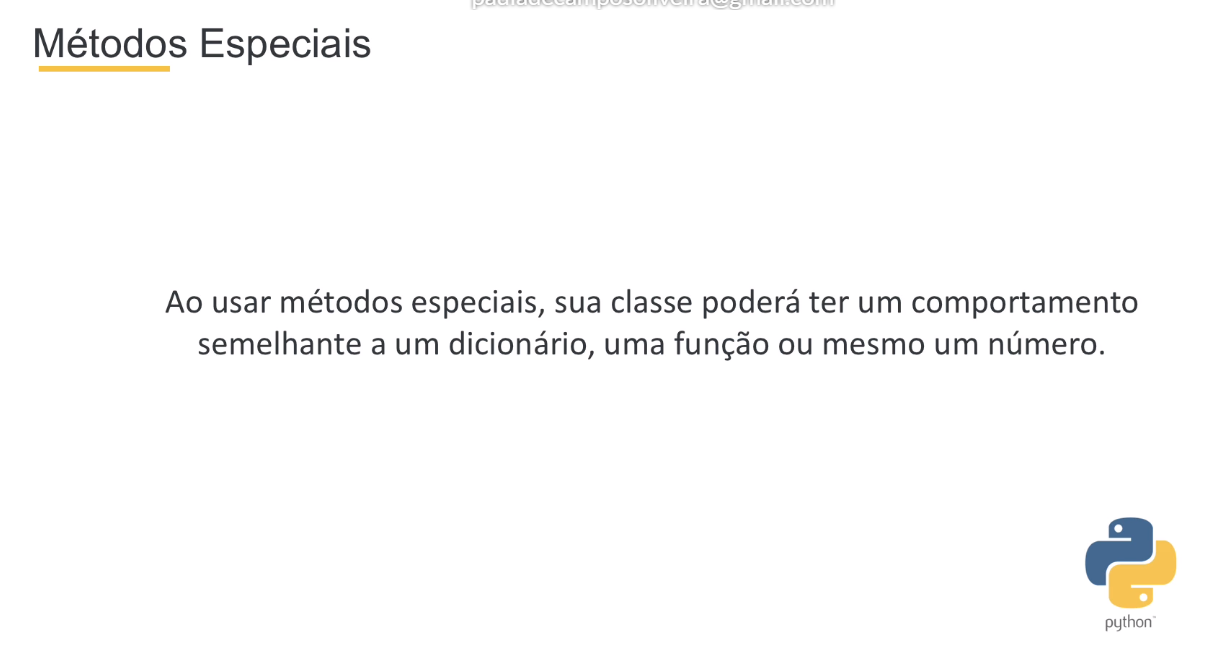 Métodos Especiais
Ao usar métodos especiais, sua classe poderá ter um comportamento
semelhante a um dicionário, uma função ou mesmo um número.
python